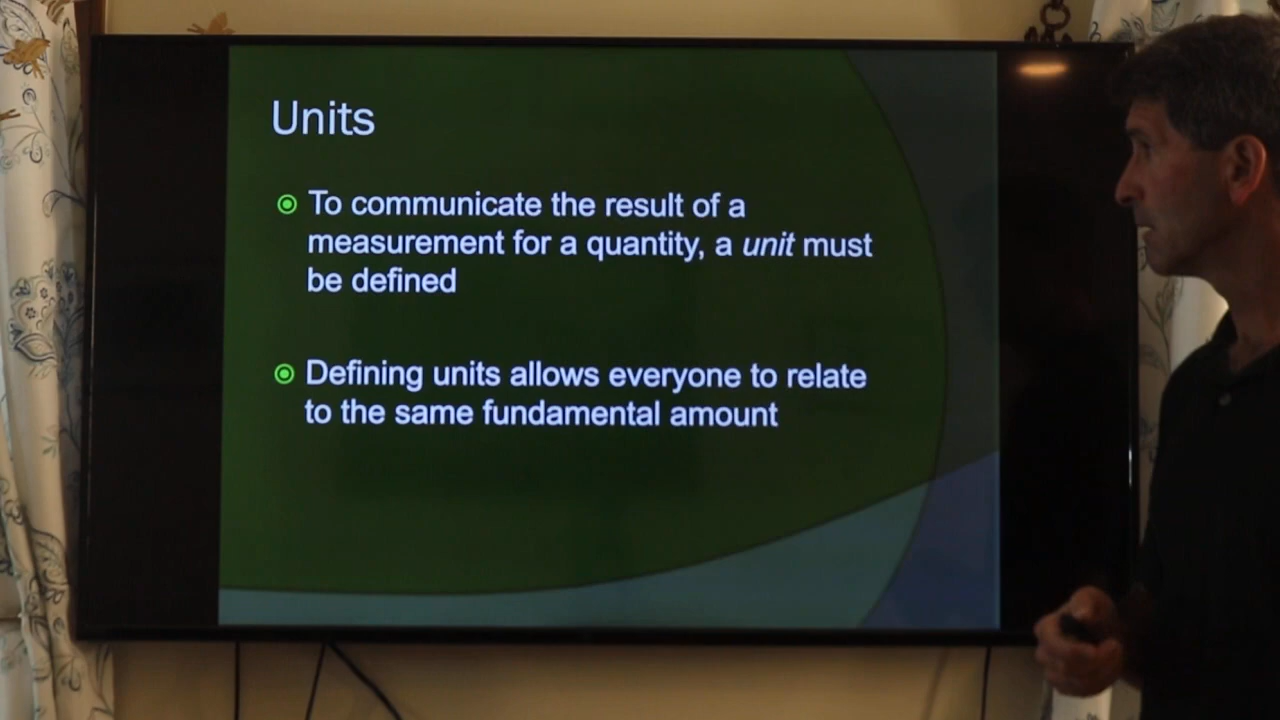 Units
To communicate the result of a
measurement for a quantity, a unit must
be defined
Defining units allows everyone to relate
to the same fundamental amount